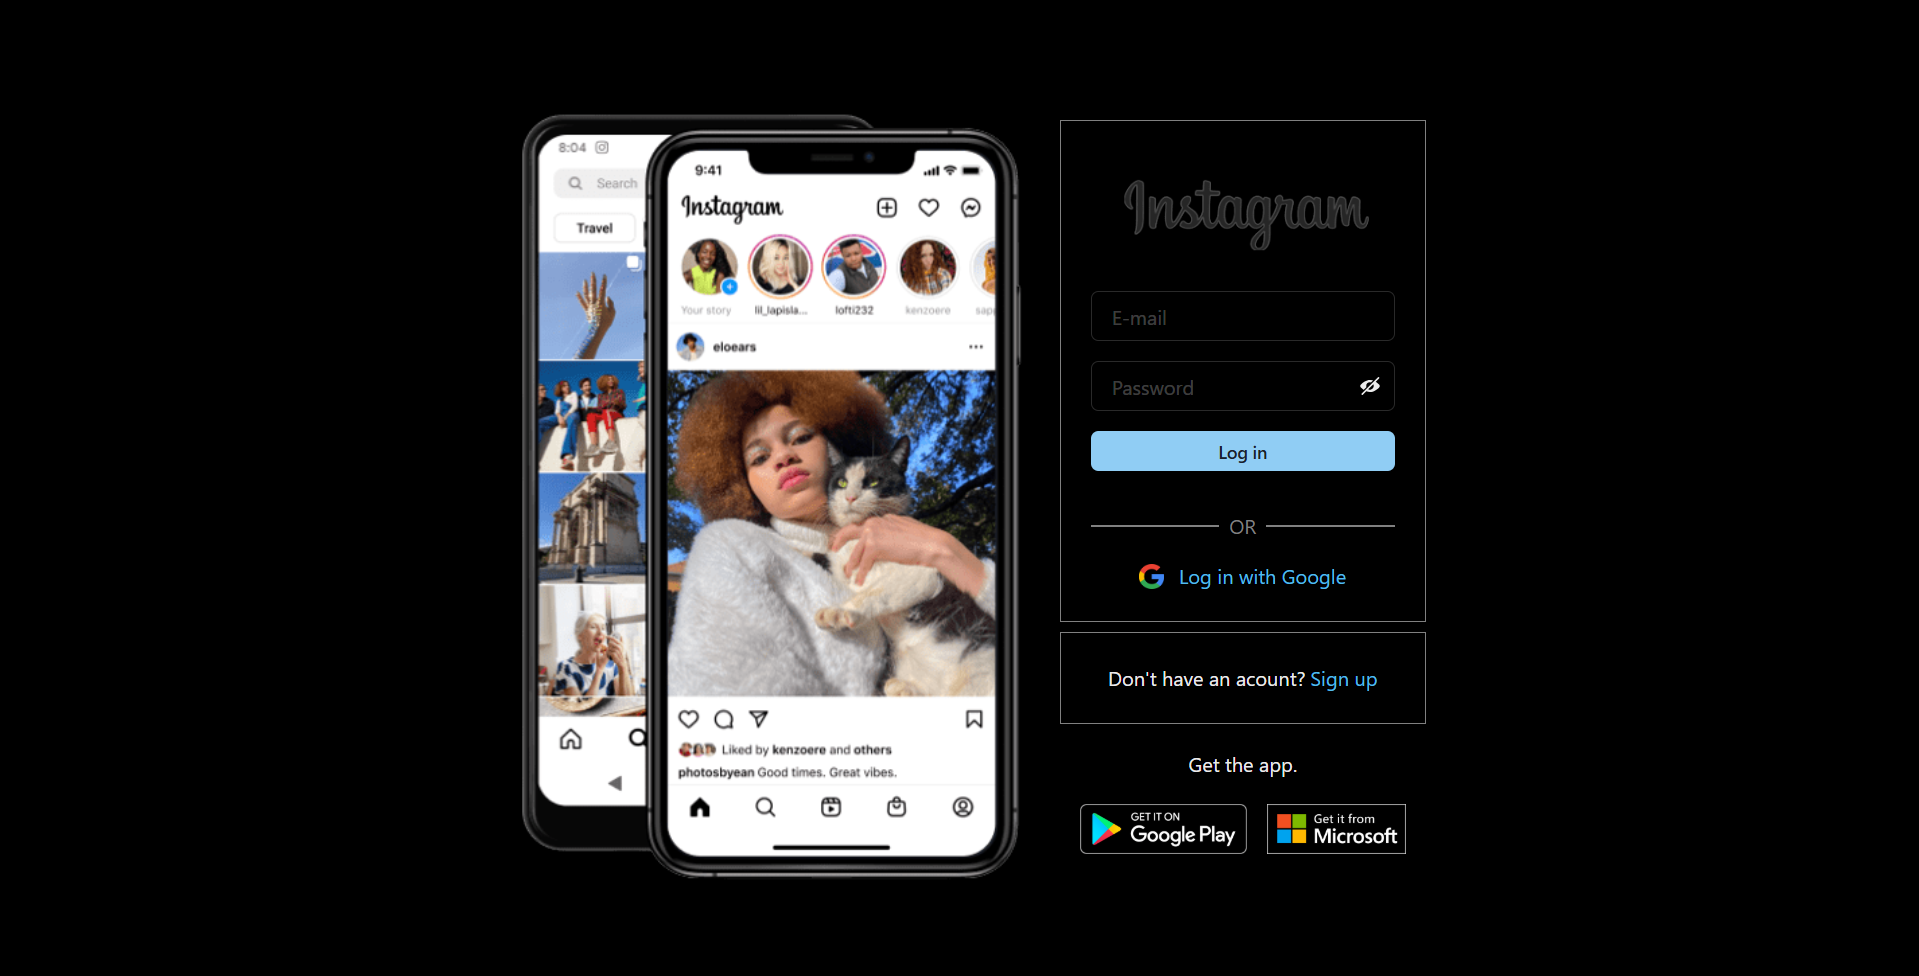 8:04
Search
Travel
9:41
Instagram
Your story
lil_lapisla...
lofti232
kenzoere
sap
eloears
Liked by kenzoere and others
photosbyean Good times. Great vibes.
Instagram
E-mail
Password
Log in
OR
Log in with Google
Don't have an acount? Sign up
Get the app.
GET IT ON
Google Play
Get it from
Microsoft